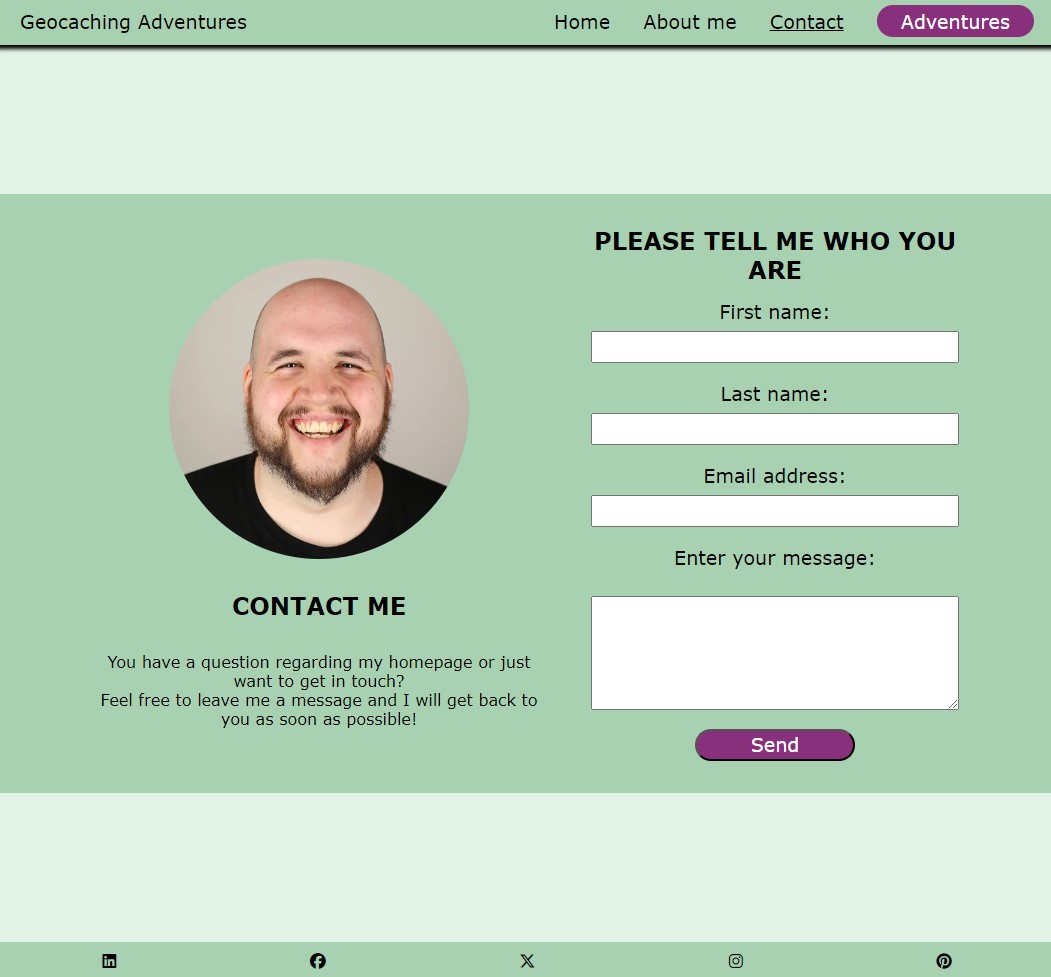 Geocaching Adventures
Home
About me
Contact
Adventures
CONTACT ME
You have a question regarding my homepage or just
want to get in touch?
Feel free to leave me a message and I will get back to
you as soon as possible!
PLEASE TELL ME WHO YOU
ARE
First name:
Last name:
Email address:
Enter your message:
Send